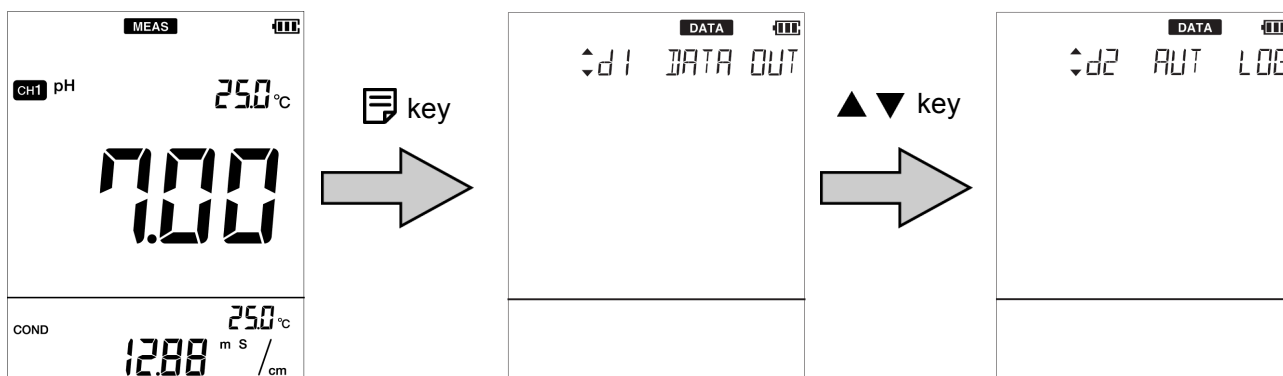 MEAS
CH1 pH
25.0 °C
7.00
COND
25.0 °C
12.88 m S / cm
key
DATA
d1 DATA OUT
▲ ▼ key
DATA
d2 AUT LOG